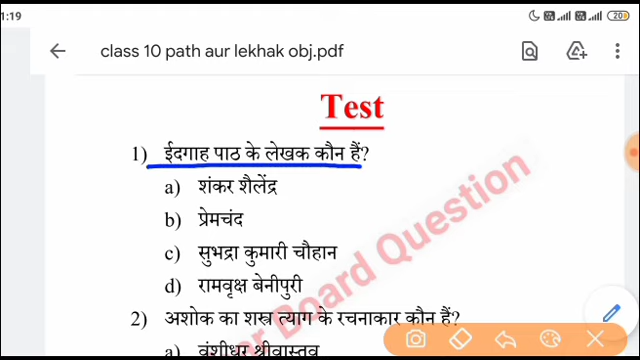 1:19
20
class 10 path aur lekhak obj.pdf
Test
1) ईदगाह पाठ के लेखक कौन हैं?
a) शंकर शैलेंद्र
b) प्रेमचंद
c) सुभद्रा कुमारी चौहान
d) रामवृक्ष बेनीपुरी
2) अशोक का शस्त्र त्याग के रचनाकार कौन हैं?
a) वंशीधर श्रीवास्तव
Board Question